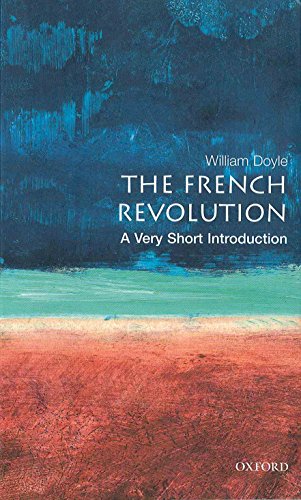 William Doyle
THE FRENCH
REVOLUTION
A Very Short Introduction
OXFORD